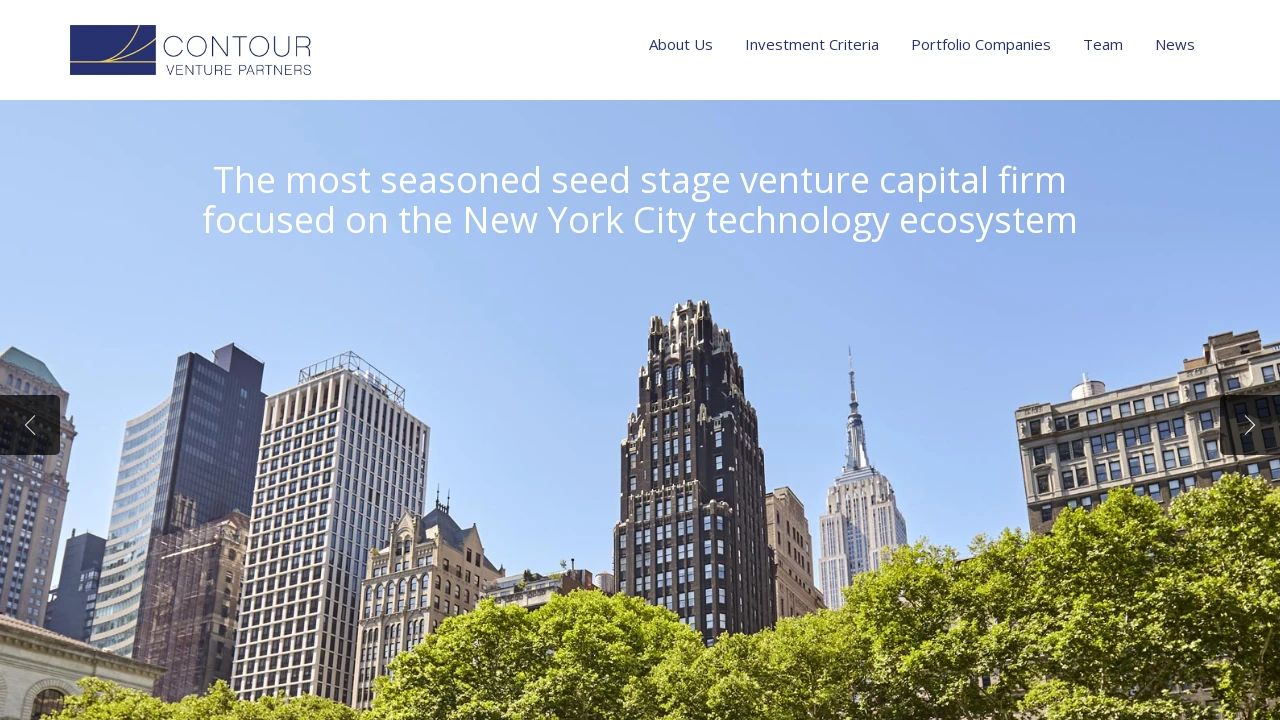 CONTOUR
VENTURE PARTNERS
About Us
Investment Criteria
Portfolio Companies
Team
News
The most seasoned seed stage venture capital firm
focused on the New York City technology ecosystem